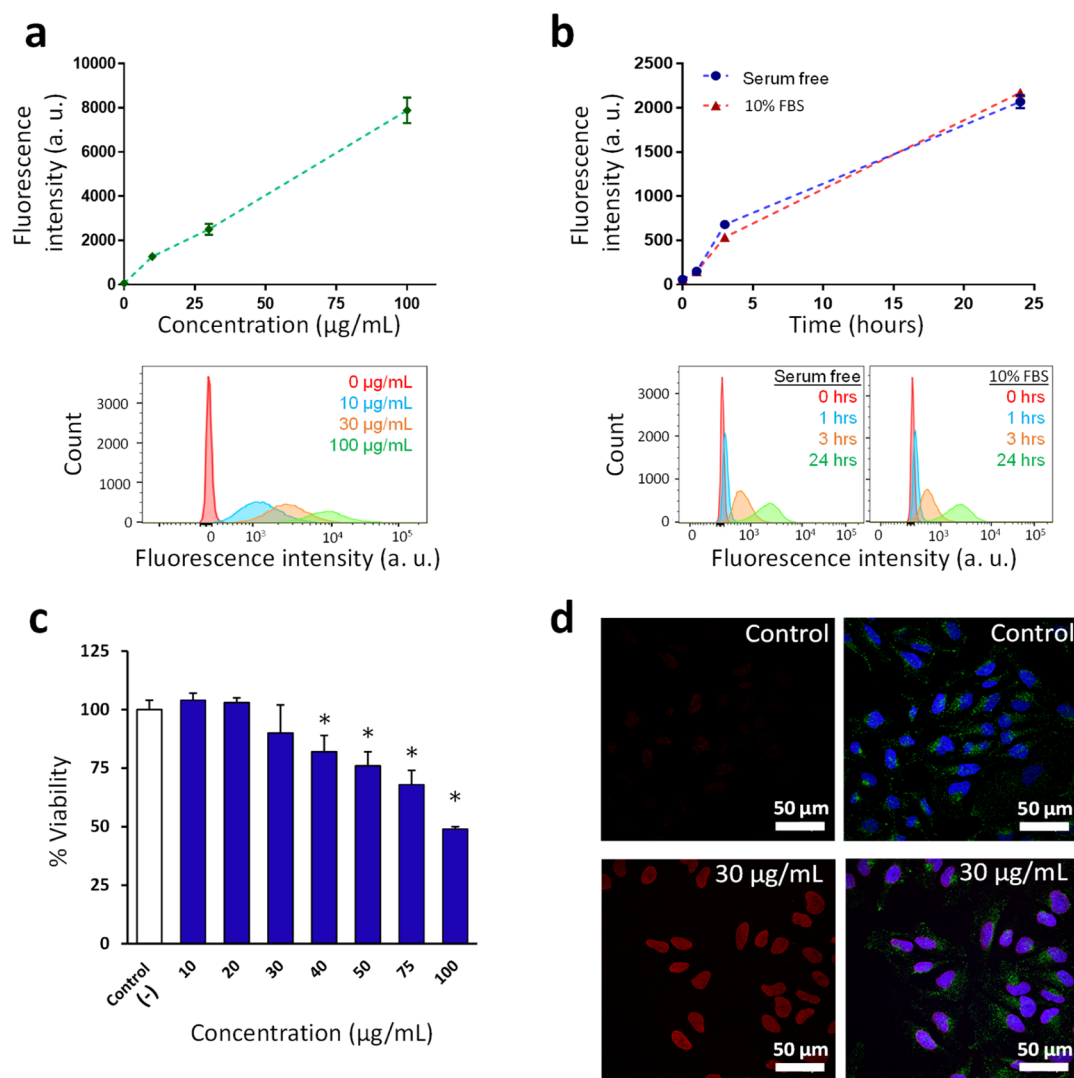 a
10000
8000
6000
4000
2000
0
Fluorescence
intensity (a. u.)
0 25 50 75 100
Concentration (µg/mL)
0 µg/mL
10 µg/mL
30 µg/mL
100 µg/mL
3000
2000
1000
0
Count
0 10³ 10⁴ 10⁵
Fluorescence intensity (a. u.)
b
2500
2000
1500
1000
500
0
Fluorescence
intensity (a. u.)
Serum free
10% FBS
0 5 10 15 20 25
Time (hours)
Serum free
0 hrs
1 hrs
3 hrs
24 hrs
10% FBS
0 hrs
1 hrs
3 hrs
24 hrs
3000
2000
1000
0
Count
0 10³ 10⁴ 10⁵
0 10³ 10⁴ 10⁵
Fluorescence intensity (a. u.)
c
125
100
75
50
25
0
% Viability
* * * *
Control
(-)
10 20 30 40 50 75 100
Concentration (µg/mL)
d
Control
50 µm
Control
50 µm
30 µg/mL
50 µm
30 µg/mL
50 µm